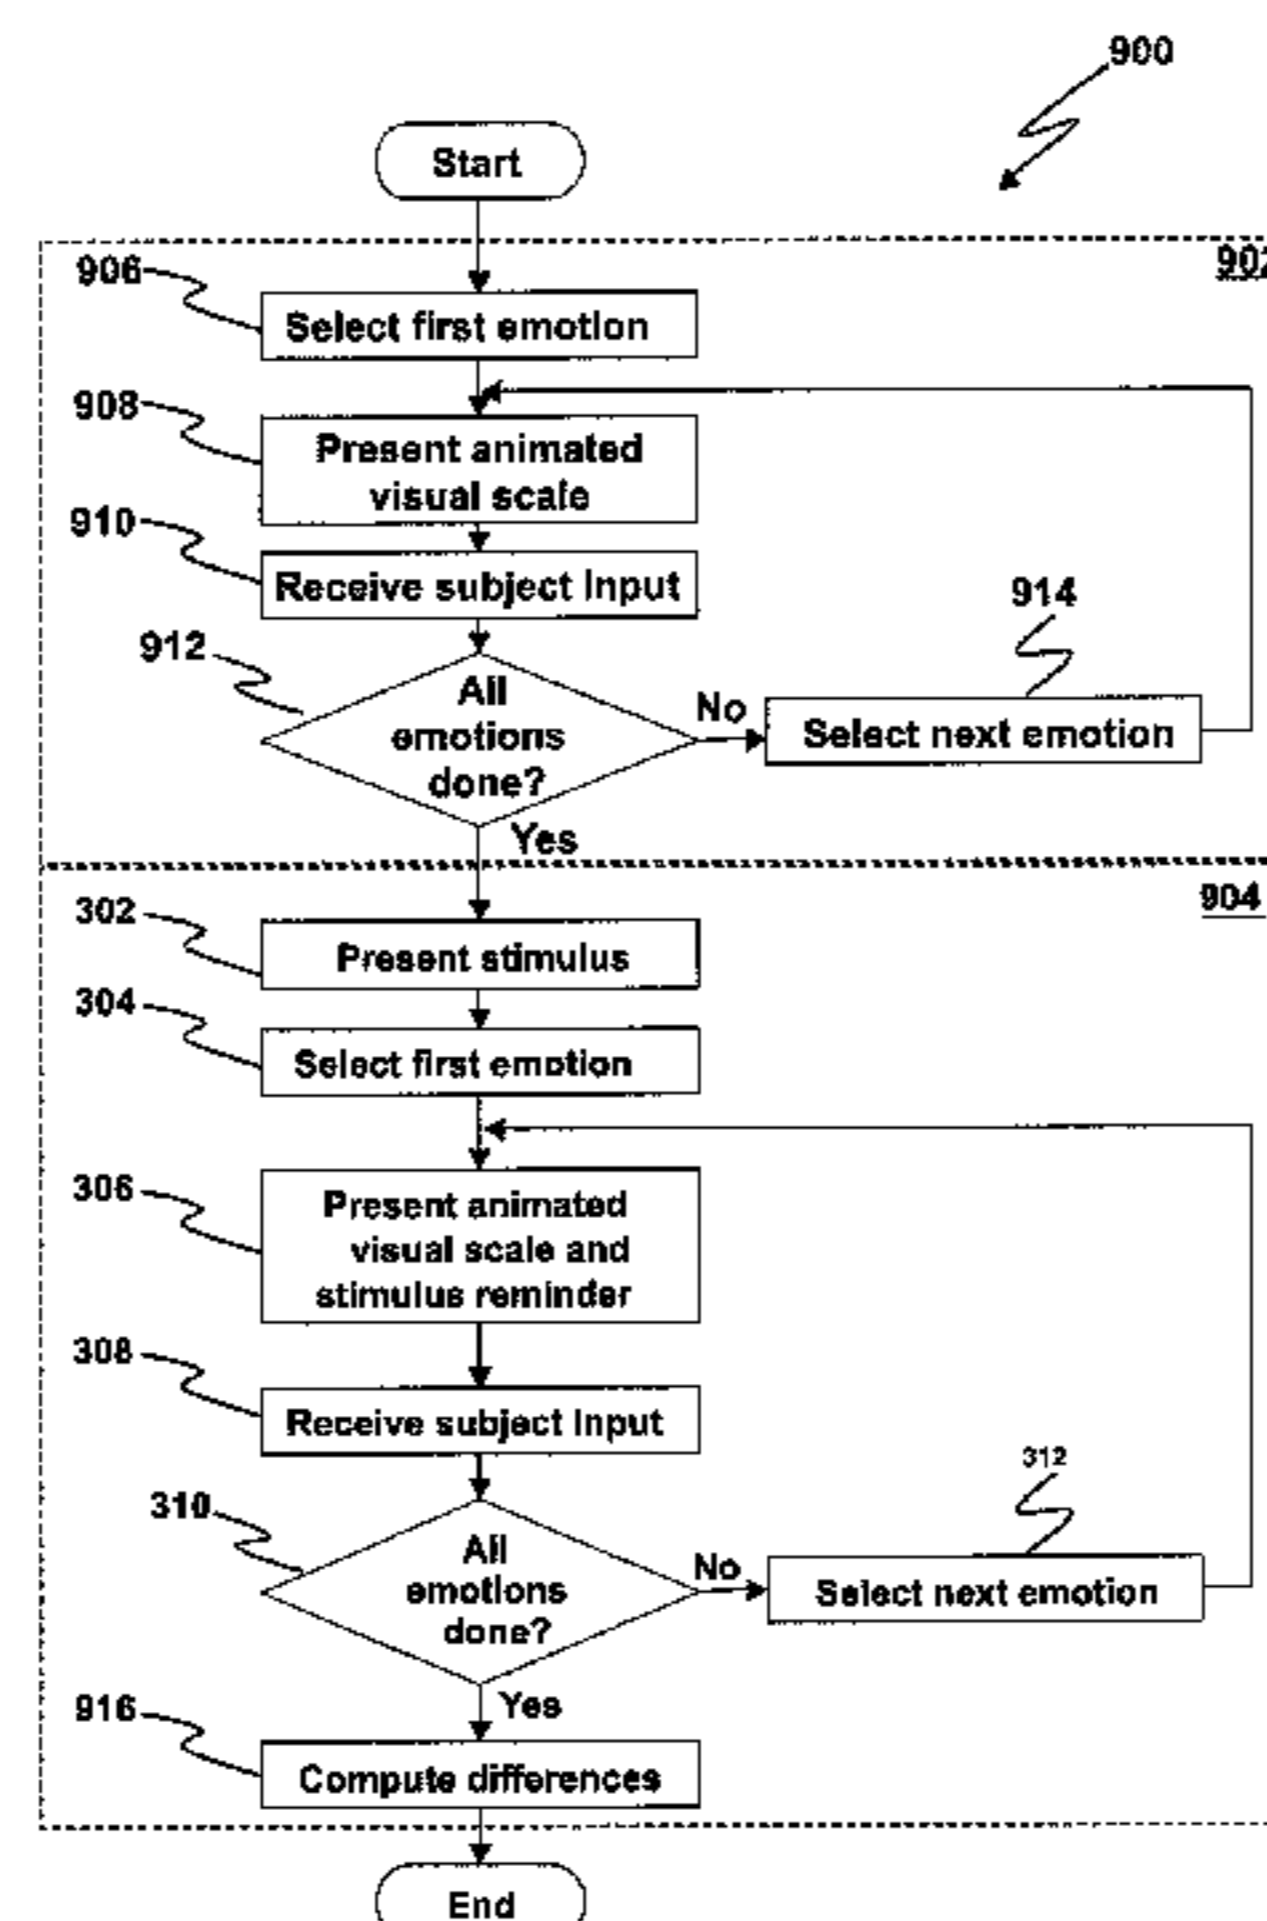 900
Start
902
906
Select first emotion
908
Present animated
visual scale
910
Receive subject Input
914
912
All
emotions
done?
No
Select next emotion
Yes
904
302
Present stimulus
304
Select first emotion
306
Present animated
visual scale and
stimulus reminder
308
Receive subject Input
312
310
All
emotions
done?
No
Select next emotion
Yes
916
Compute differences
End